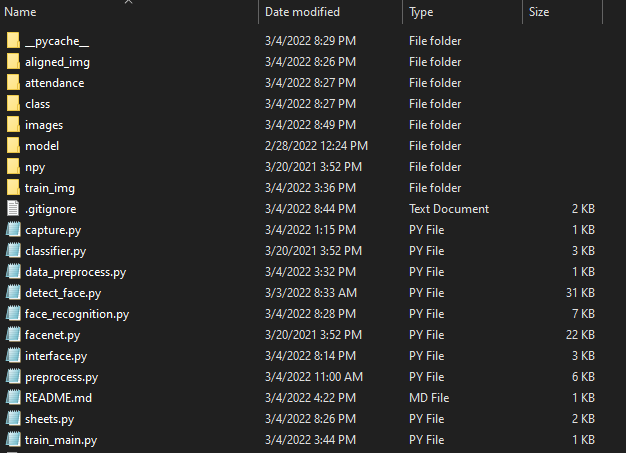 Name Date modified Type Size
__pycache__ 3/4/2022 8:29 PM File folder
aligned_img 3/4/2022 8:26 PM File folder
attendance 3/4/2022 8:27 PM File folder
class 3/4/2022 8:27 PM File folder
images 3/4/2022 8:49 PM File folder
model 2/28/2022 12:24 PM File folder
npy 3/20/2021 3:52 PM File folder
train_img 3/4/2022 3:36 PM File folder
.gitignore 3/4/2022 8:44 PM Text Document 2 KB
capture.py 3/4/2022 1:15 PM PY File 1 KB
classifier.py 3/20/2021 3:52 PM PY File 3 KB
data_preprocess.py 3/4/2022 3:32 PM PY File 1 KB
detect_face.py 3/3/2022 8:33 AM PY File 31 KB
face_recognition.py 3/4/2022 8:28 PM PY File 7 KB
facenet.py 3/20/2021 3:52 PM PY File 22 KB
interface.py 3/4/2022 8:14 PM PY File 3 KB
preprocess.py 3/4/2022 11:00 AM PY File 6 KB
README.md 3/4/2022 4:22 PM MD File 1 KB
sheets.py 3/4/2022 8:26 PM PY File 2 KB
train_main.py 3/4/2022 3:44 PM PY File 1 KB